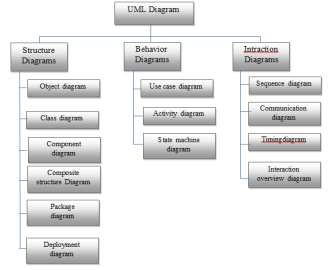 UML Diagram
Structure
Diagrams
Behavior
Diagrams
Intraction
Diagrams
Object diagram
Class diagram
Component
diagram
Composite
structure Diagram
Package
diagram
Deployment
diagram
Use case diagram
Activity diagram
State machine
diagram
Sequence diagram
Communication
diagram
Timingdiagram
Interaction
overview diagram